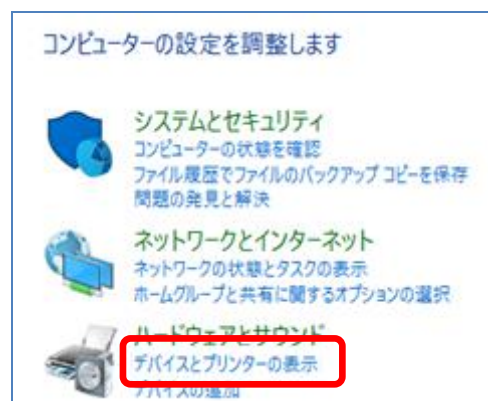 コンピューターの設定を調整します
システムとセキュリティ
コンピューターの状態を確認
ファイル履歴でファイルのバックアップ コピーを保存
問題の発見と解決
ネットワークとインターネット
ネットワークの状態とタスクの表示
ホームグループと共有に関するオプションの選択
ハードウェアとサウンド
デバイスとプリンターの表示
デバイスの追加